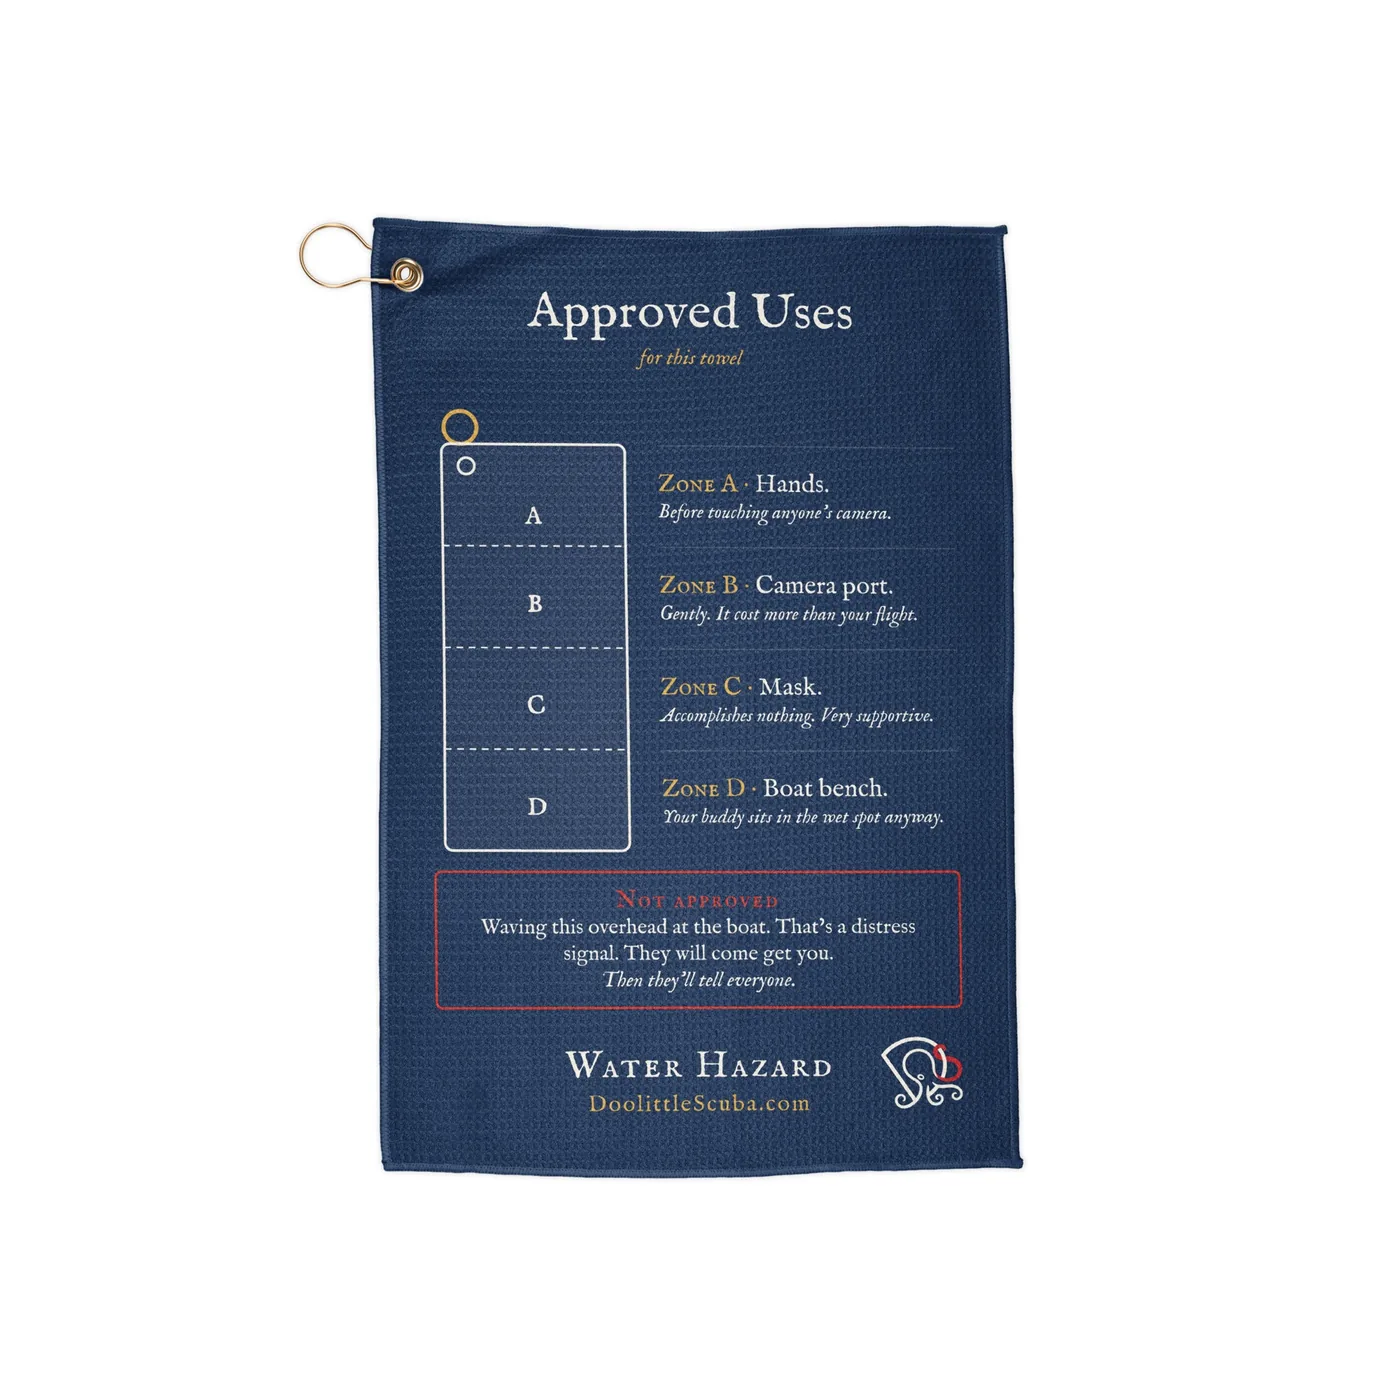 Approved Uses
for this towel
A
B
C
D
Zone A · Hands.
Before touching anyone's camera.
Zone B · Camera port.
Gently. It cost more than your flight.
Zone C · Mask.
Accomplishes nothing. Very supportive.
Zone D · Boat bench.
Your buddy sits in the wet spot anyway.
Not approved
Waving this overhead at the boat. That's a distress
signal. They will come get you.
Then they'll tell everyone.
Water Hazard
DoolittleScuba.com